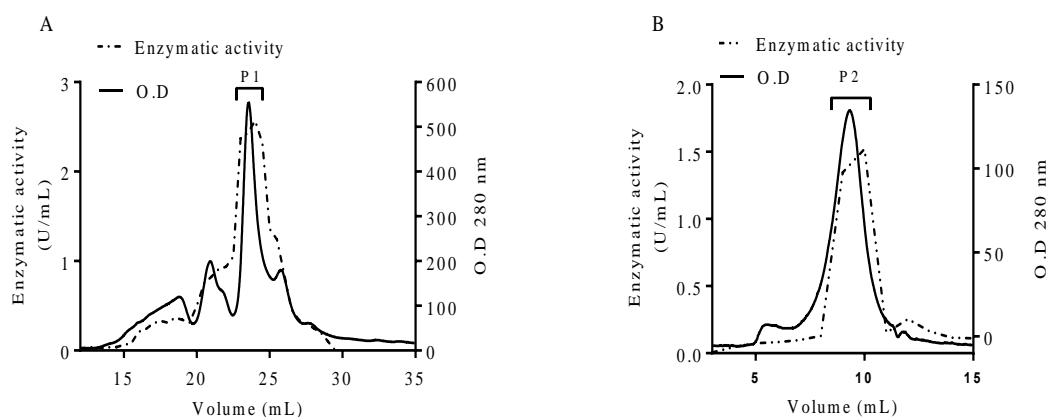 A
Enzymatic activity
O.D
P1
3
2
1
0
600
500
400
300
200
100
0
15 20 25 30 35
Enzymatic activity
(U/mL)
O.D 280 nm
Volume (mL)
B
Enzymatic activity
O.D
P2
2.0
1.5
1.0
0.5
0.0
150
100
50
0
5 10 15
Enzymatic activity
(U/mL)
O.D 280 nm
Volume (mL)